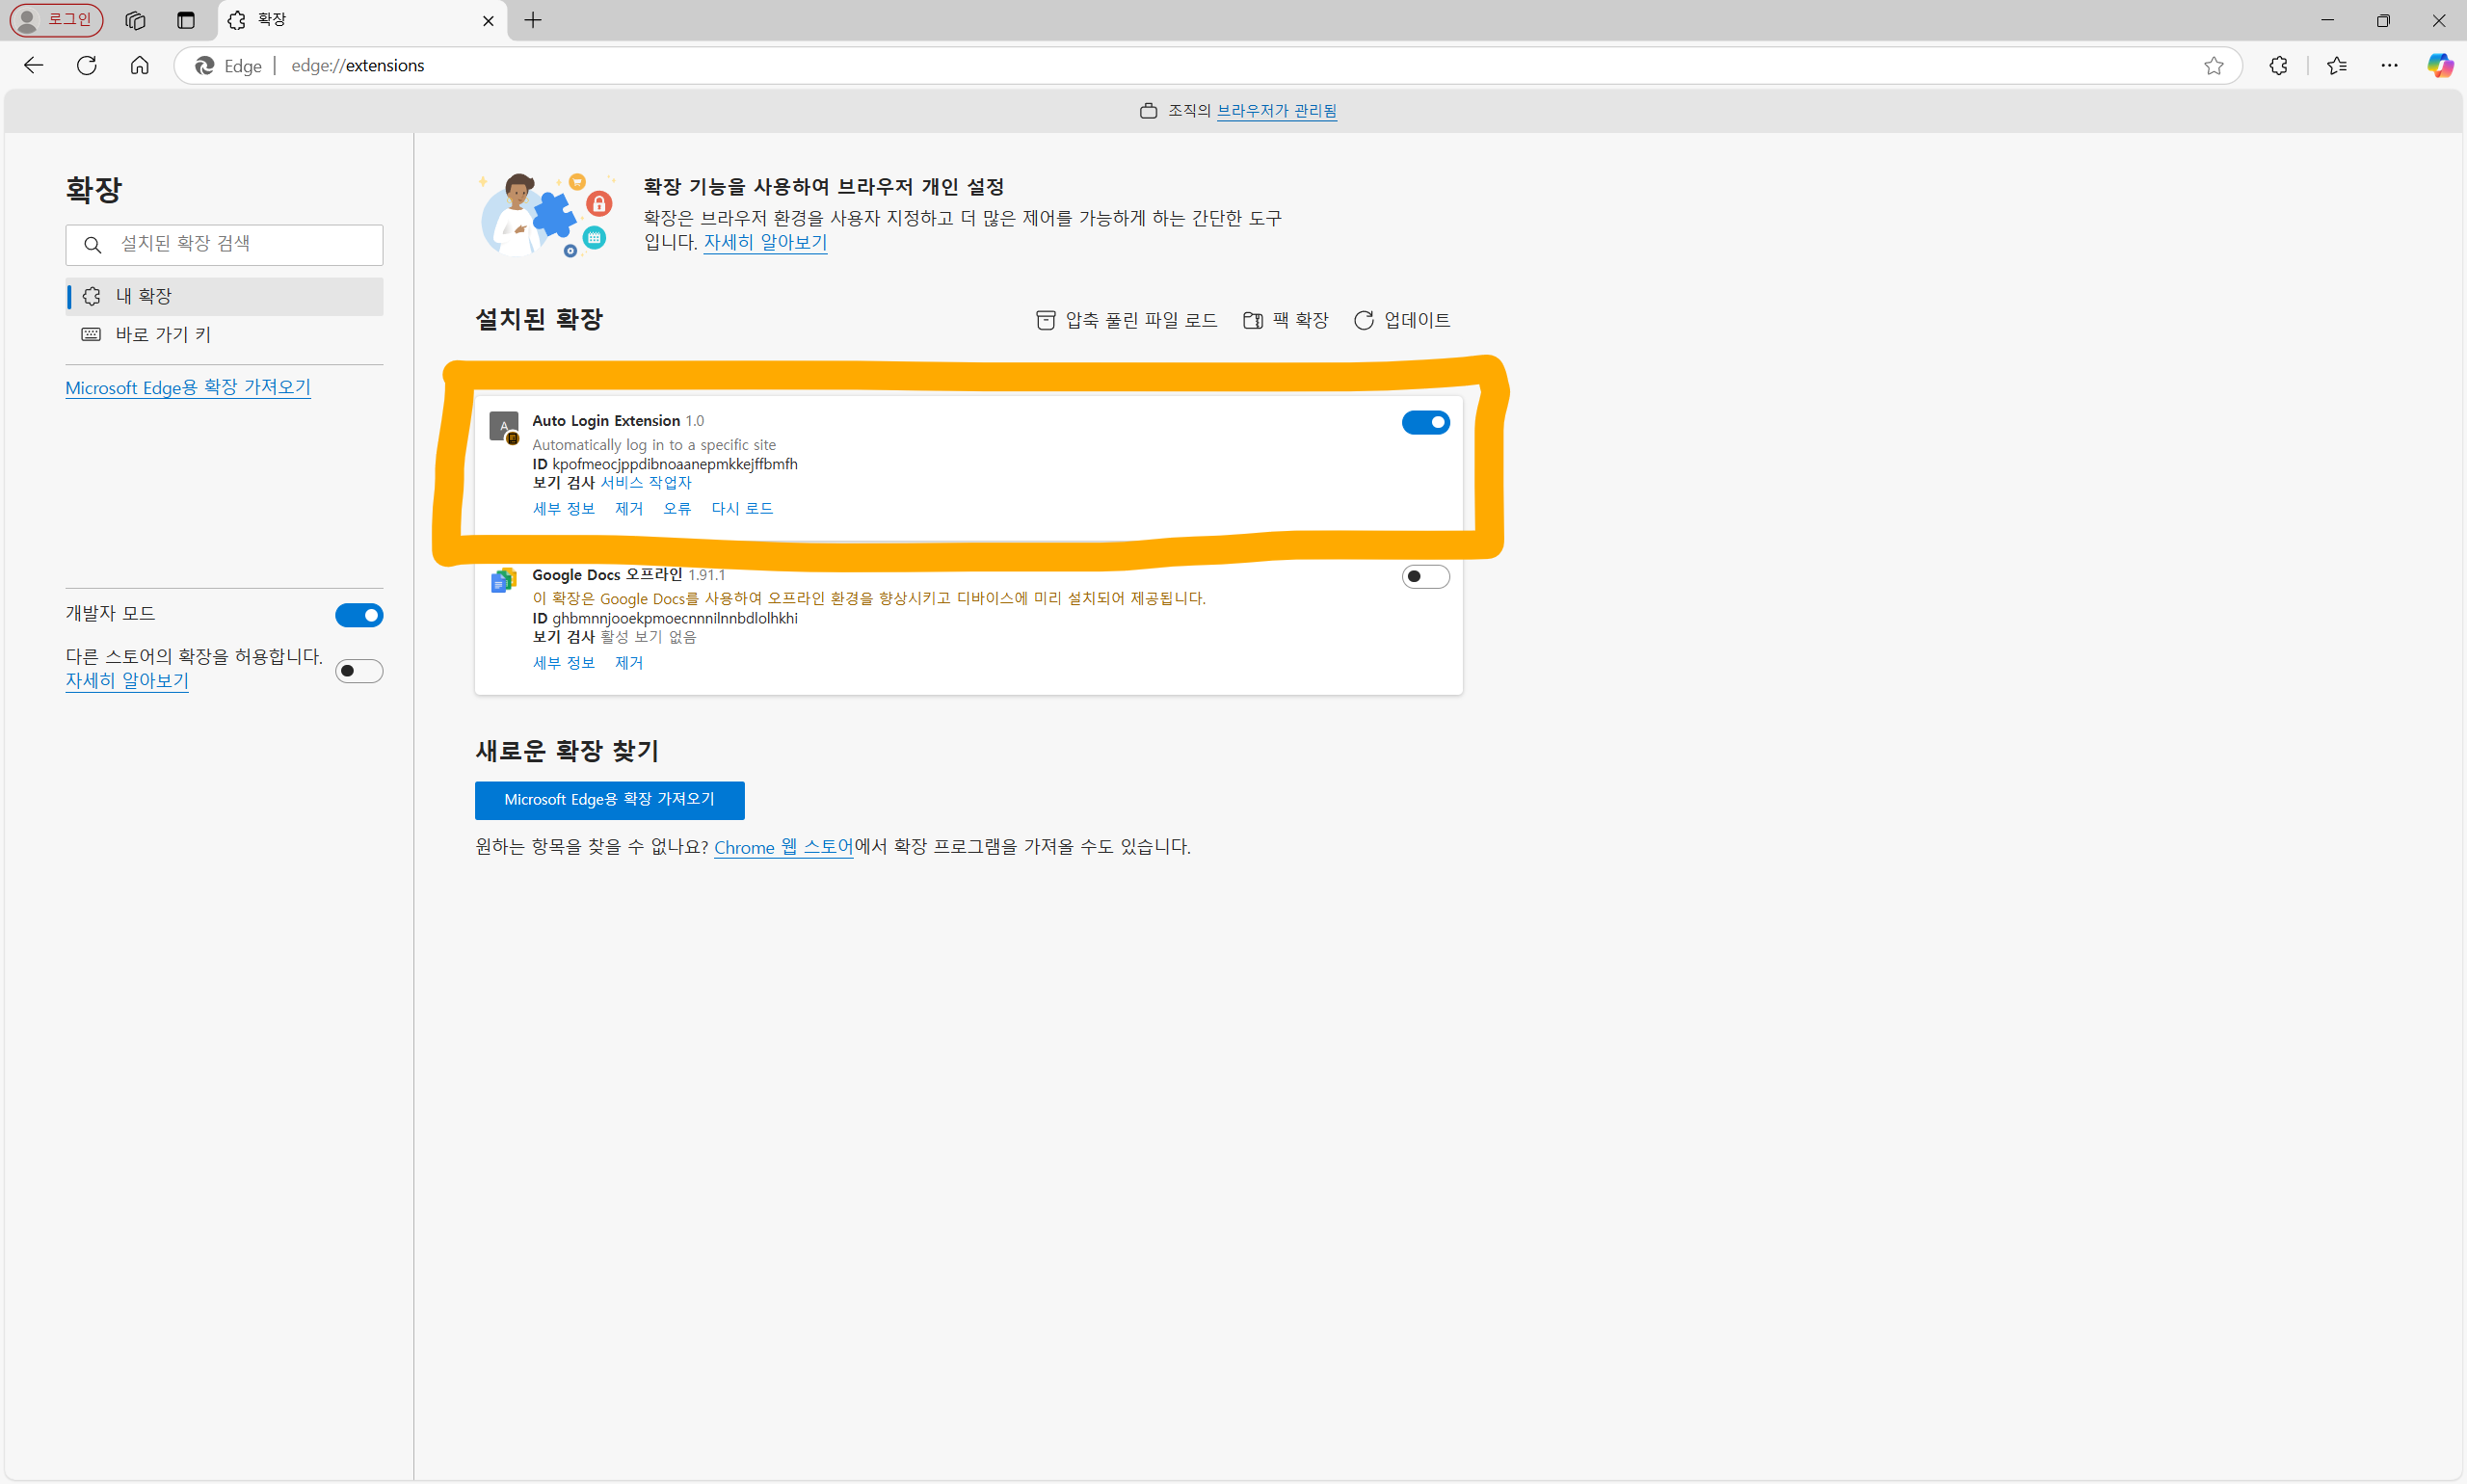 로그인
확장
Edge
edge://extensions
조직의 브라우저가 관리됨
확장
설치된 확장 검색
내 확장
바로 가기 키
Microsoft Edge용 확장 가져오기
개발자 모드
다른 스토어의 확장을 허용합니다.
자세히 알아보기
확장 기능을 사용하여 브라우저 개인 설정
확장은 브라우저 환경을 사용자 지정하고 더 많은 제어를 가능하게 하는 간단한 도구
입니다. 자세히 알아보기
설치된 확장
압축 풀린 파일 로드
팩 확장
업데이트
A
Auto Login Extension 1.0
Automatically log in to a specific site
ID kpofmeocjppdibnoaanepmkkejffbmfh
보기 검사 서비스 작업자
세부 정보 제거 오류 다시 로드
Google Docs 오프라인 1.91.1
이 확장은 Google Docs를 사용하여 오프라인 환경을 향상시키고 디바이스에 미리 설치되어 제공됩니다.
ID ghbmnnjooekpmoecnnnilnnbdlolhkhi
보기 검사 활성 보기 없음
세부 정보 제거
새로운 확장 찾기
Microsoft Edge용 확장 가져오기
원하는 항목을 찾을 수 없나요? Chrome 웹 스토어에서 확장 프로그램을 가져올 수도 있습니다.